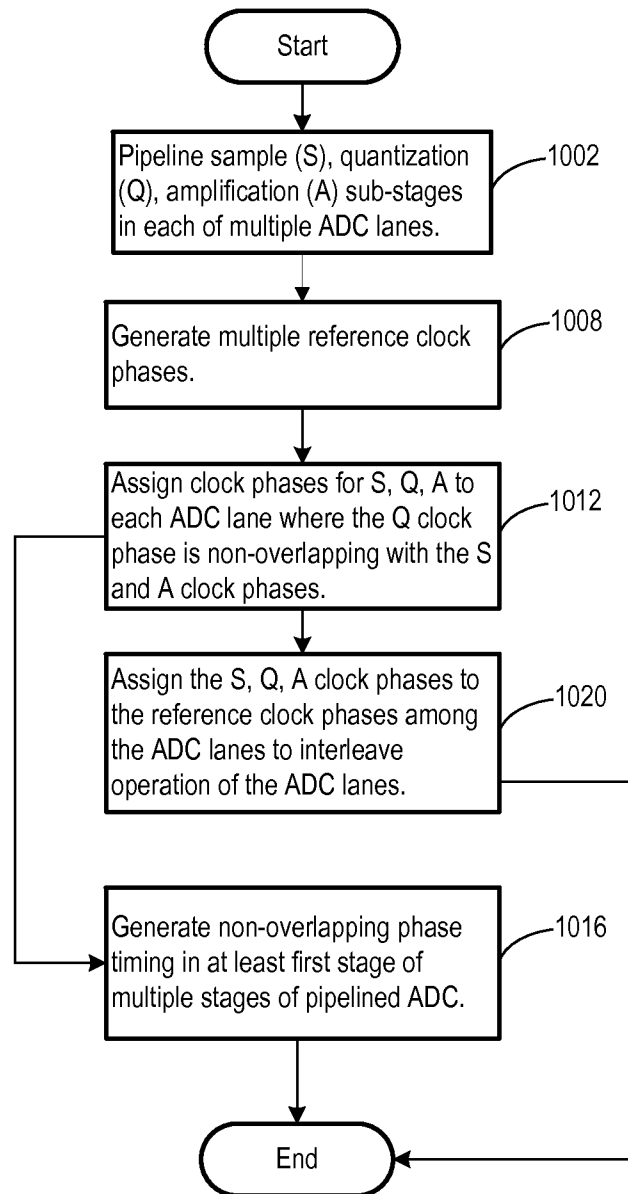 Start
Pipeline sample (S), quantization
(Q), amplification (A) sub-stages
in each of multiple ADC lanes.
1002
Generate multiple reference clock
phases.
1008
Assign clock phases for S, Q, A to
each ADC lane where the Q clock
phase is non-overlapping with the S
and A clock phases.
1012
Assign the S, Q, A clock phases to
the reference clock phases among
the ADC lanes to interleave
operation of the ADC lanes.
1020
Generate non-overlapping phase
timing in at least first stage of
multiple stages of pipelined ADC.
1016
End